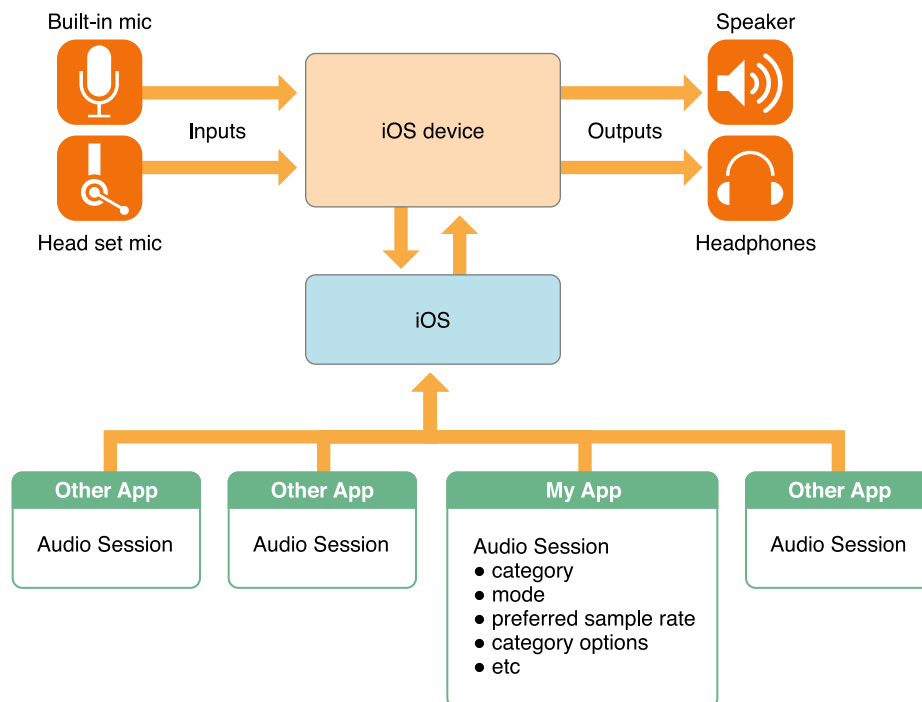 Built-in mic
Speaker
Inputs
iOS device
Outputs
Head set mic
Headphones
iOS
Other App
Audio Session
Other App
Audio Session
My App
Audio Session
● category
● mode
● preferred sample rate
● category options
● etc
Other App
Audio Session